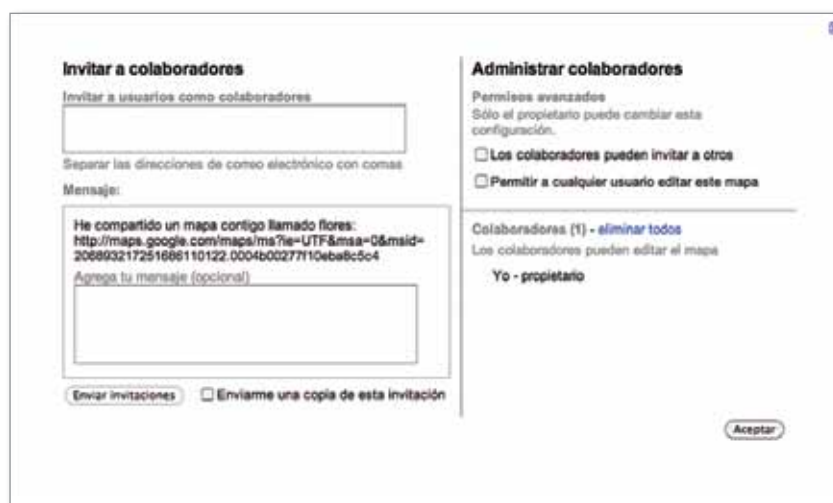 Invitar a colaboradores
Invitar a usuarios como colaboradores
Separar las direcciones de correo electrónico con comas
Mensaje:
He compartido un mapa contigo llamado flores:
http://maps.google.com/maps/ms?ie=UTF&msa=0&msid=
206893217251686110122.0004b00277f10eba8c5c4
Agrega tu mensaje (opcional)
Enviar invitaciones
Enviarme una copia de esta invitación
Administrar colaboradores
Permisos avanzados
Sólo el propietario puede cambiar esta
configuración.
Los colaboradores pueden invitar a otros
Permitir a cualquier usuario editar este mapa
Colaboradores (1) - eliminar todos
Los colaboradores pueden editar el mapa
Yo - propietario
Aceptar